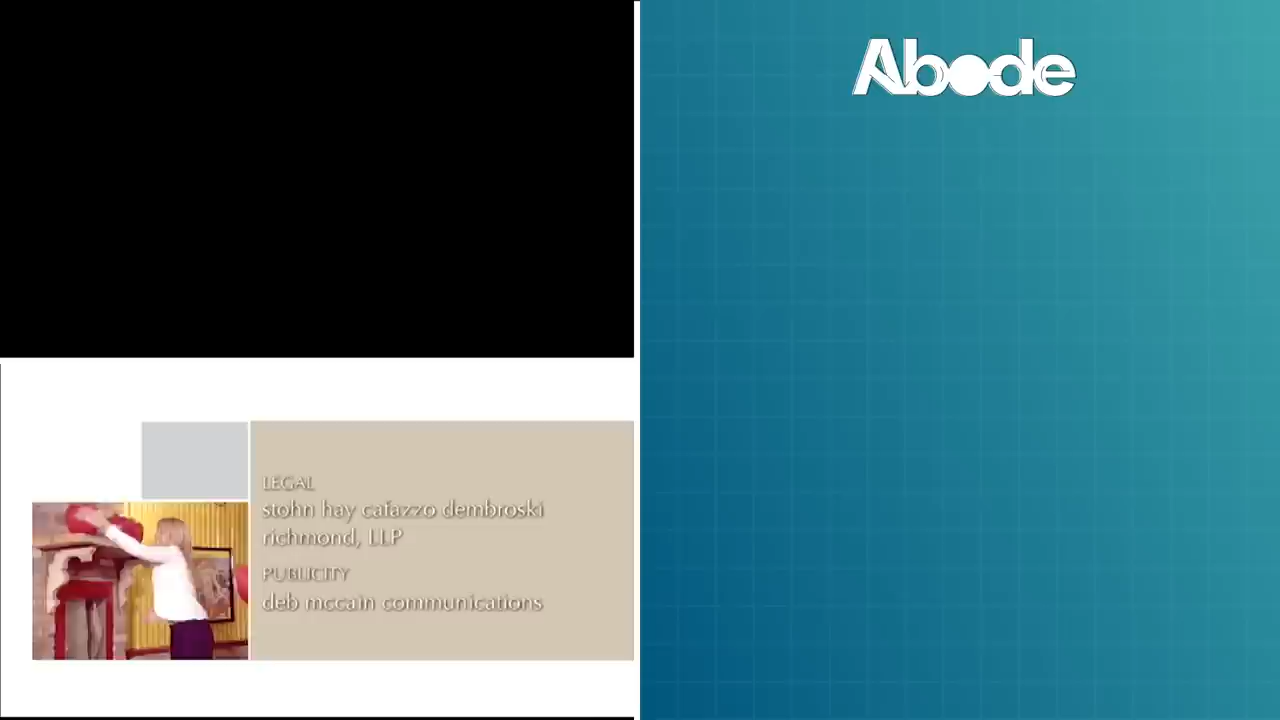 Abode
LEGAL
stohn hay cafazzo dembroski
richmond, LLP
PUBLICITY
deb mccain communications